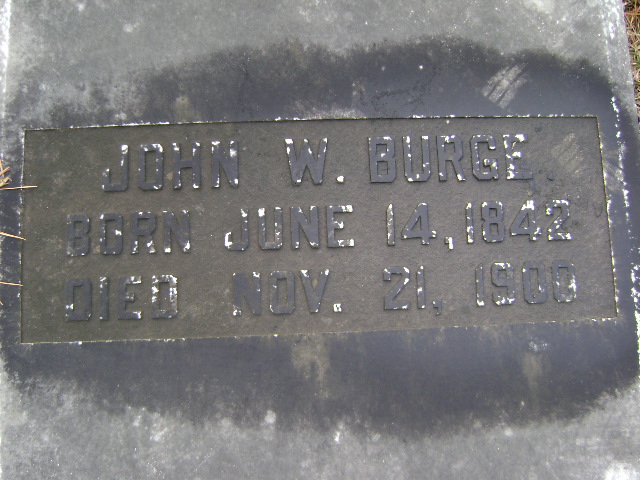 JOHN W. BURGE
BORN JUNE 14, 1842
DIED NOV. 21, 1900